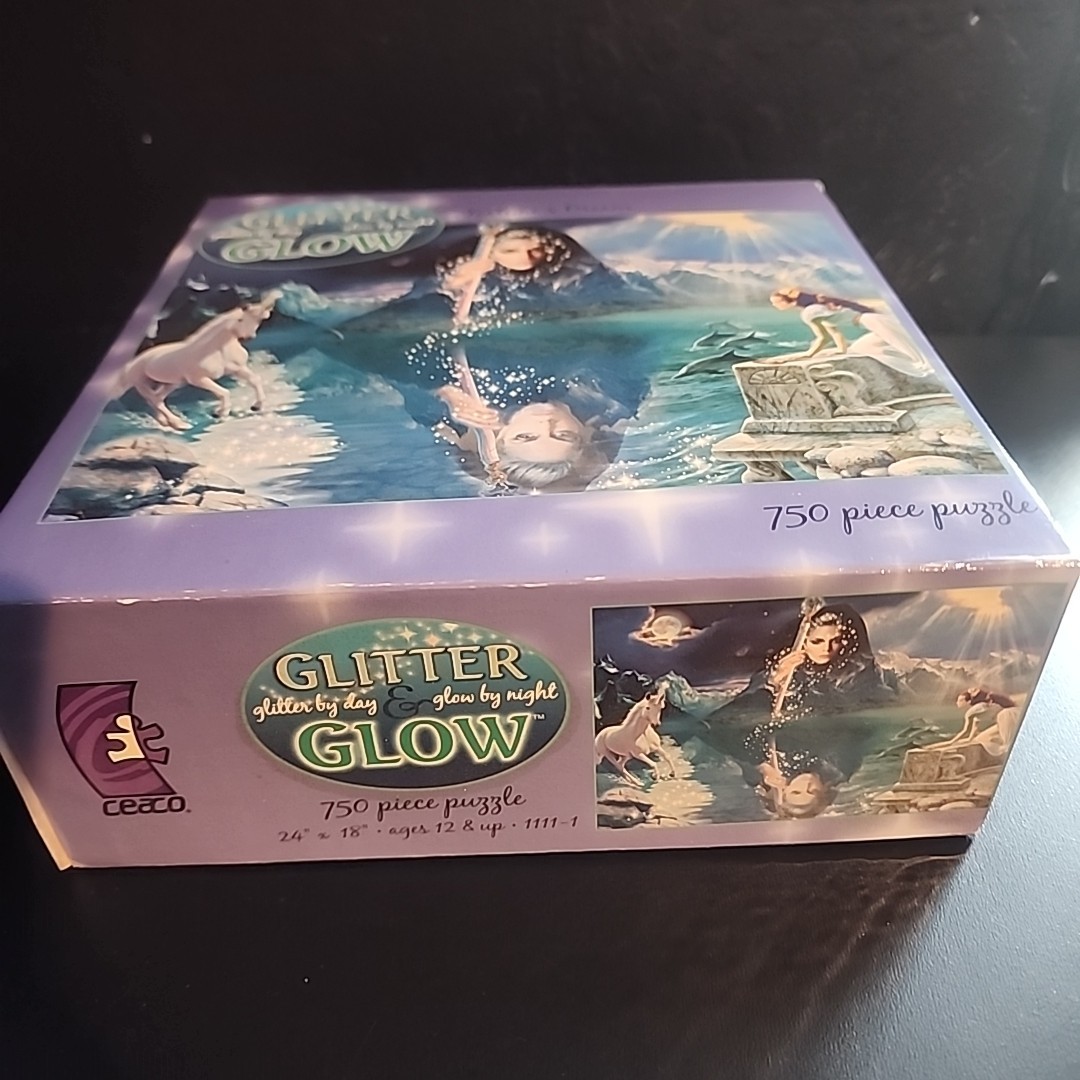 GLITTER
GLOW
750 piece puzzle
GLITTER
glitter by day & glow by night
GLOW™
ceaco®
750 piece puzzle
24" x 18" · ages 12 & up · 1111-1